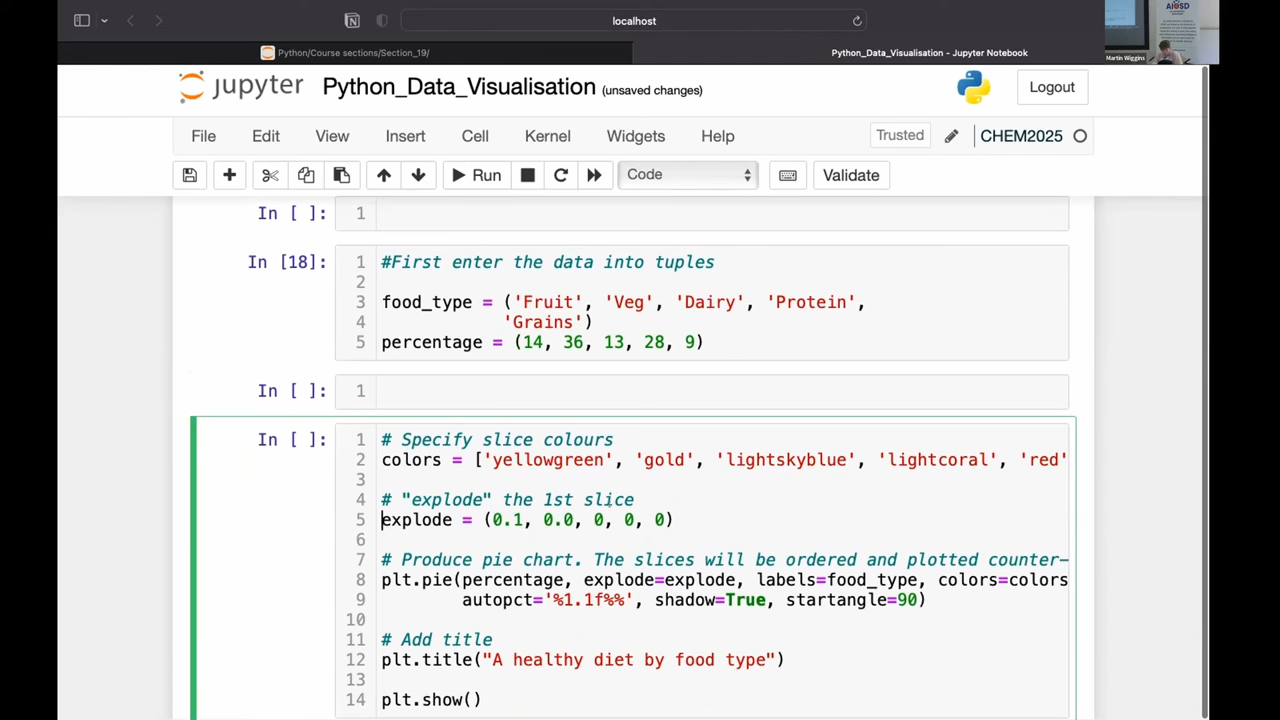 localhost
Python/Course sections/Section_19/
Python_Data_Visualisation - Jupyter Notebook
AIOSD
Martin Wiggins
jupyter Python_Data_Visualisation (unsaved changes)
Logout
File Edit View Insert Cell Kernel Widgets Help
Trusted
CHEM2025
Run
Code
Validate
In [ ]: 1
In [18]: 1 #First enter the data into tuples
2
3 food_type = ('Fruit', 'Veg', 'Dairy', 'Protein',
4 'Grains')
5 percentage = (14, 36, 13, 28, 9)
In [ ]: 1
In [ ]: 1 # Specify slice colours
2 colors = ['yellowgreen', 'gold', 'lightskyblue', 'lightcoral', 'red'
3
4 # "explode" the 1st slice
5 explode = (0.1, 0.0, 0, 0, 0)
6
7 # Produce pie chart. The slices will be ordered and plotted counter-
8 plt.pie(percentage, explode=explode, labels=food_type, colors=colors
9 autopct='%1.1f%%', shadow=True, startangle=90)
10
11 # Add title
12 plt.title("A healthy diet by food type")
13
14 plt.show()